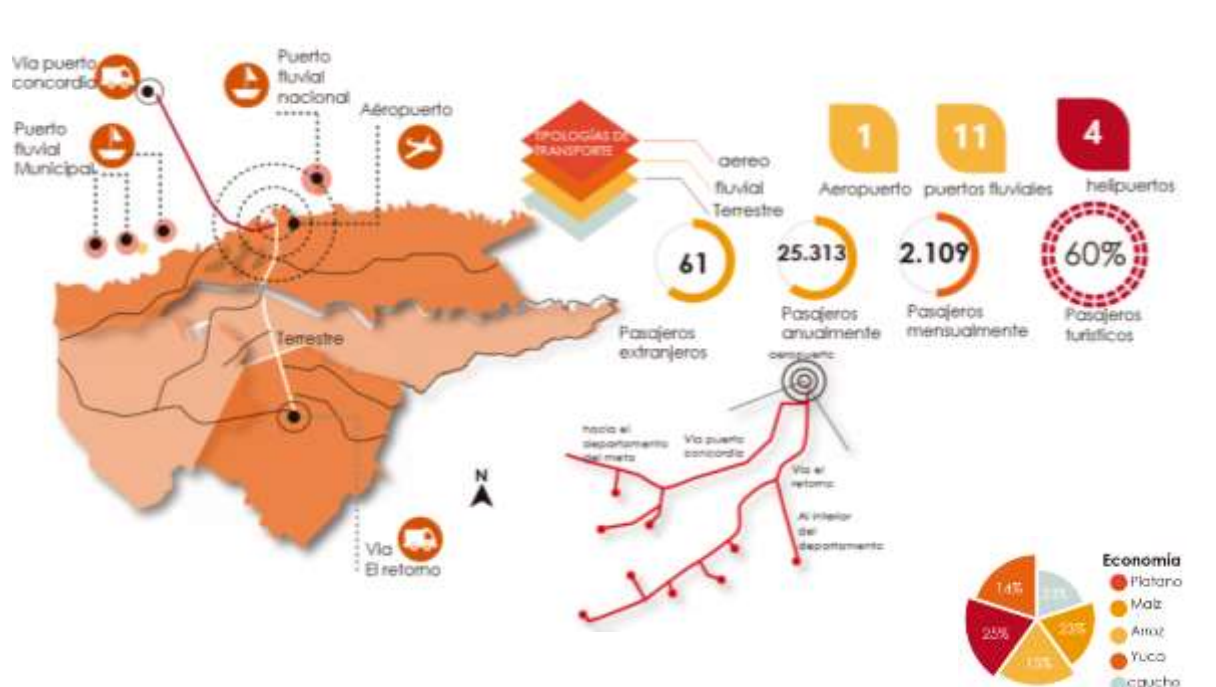 Vía puerto
concordia
Puerto
fluvial
nacional
Aéropuerto
Puerto
fluvial
Municipal
Terrestre
Vía
El retorno
N
TIPOLOGÍAS DE
TRANSPORTE
aereo
fluvial
Terrestre
1
Aeropuerto
11
puertos fluviales
4
helipuertos
61
Pasajeros
extranjeros
25.313
Pasajeros
anualmente
2.109
Pasajeros
mensualmente
60%
Pasajeros
turisticos
aeropuerto
hacia el
departamento
del meta
Via puerto
concordia
Via el
retorno
Al interior
del
departamento
Economía
Platano
Maíz
Arroz
Yuca
caucho
14%
23%
25%